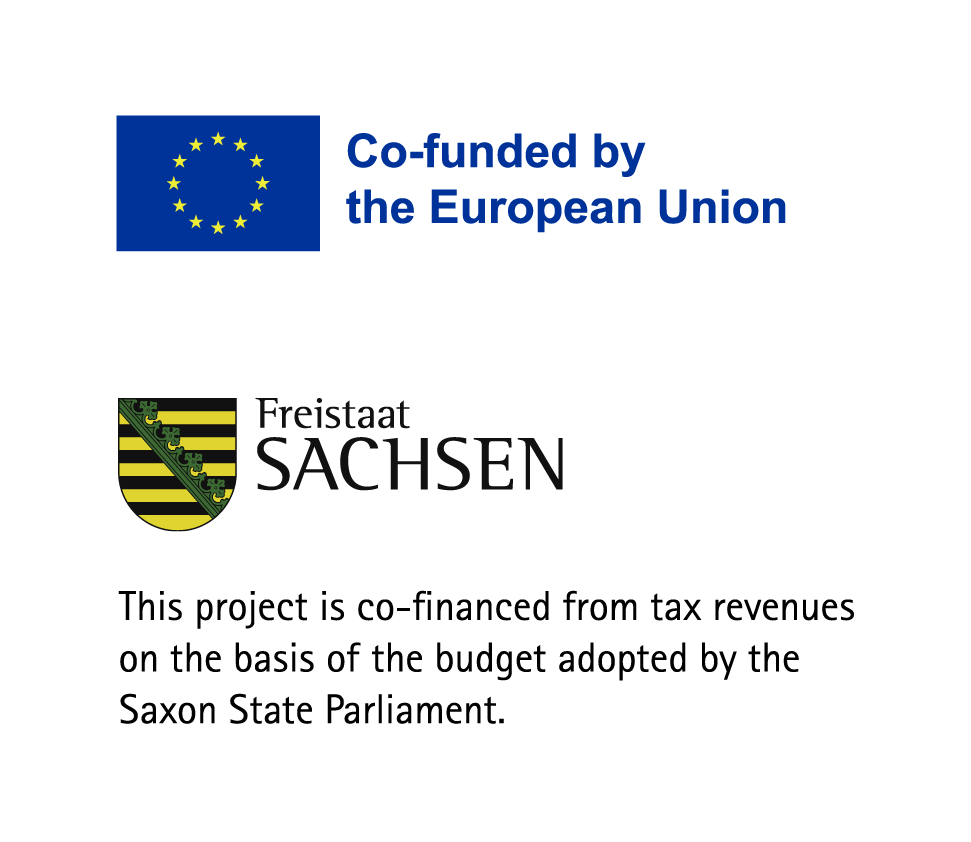 Co-funded by
the European Union
Freistaat
SACHSEN
This project is co-financed from tax revenues
on the basis of the budget adopted by the
Saxon State Parliament.